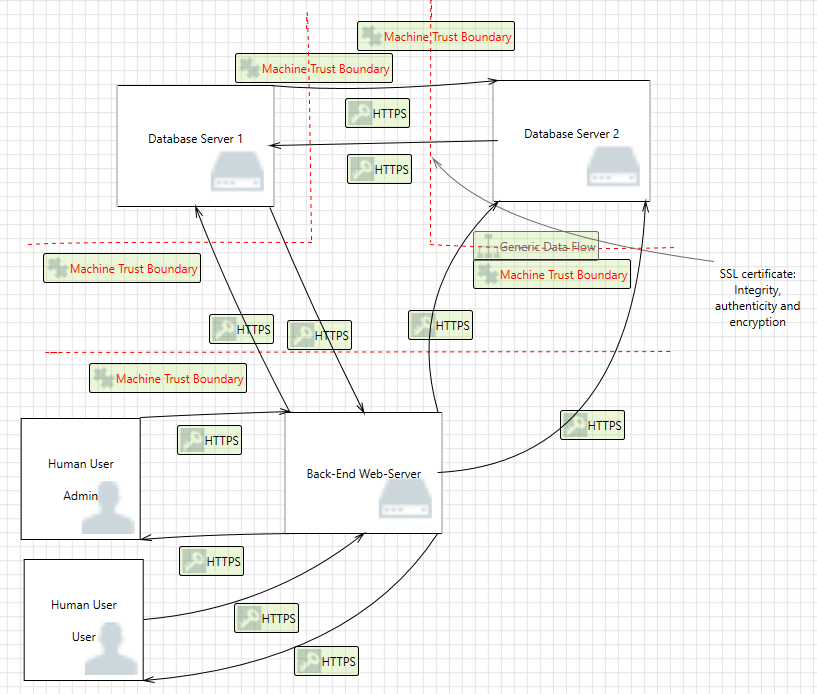 Machine Trust Boundary
Machine Trust Boundary
HTTPS
Database Server 1
Database Server 2
HTTPS
Generic Data Flow
Machine Trust Boundary
Machine Trust Boundary
SSL certificate:
Integrity,
authenticity and
encryption
HTTPS
HTTPS
HTTPS
Machine Trust Boundary
HTTPS
HTTPS
Human User
Admin
Back-End Web-Server
HTTPS
Human User
User
HTTPS
HTTPS